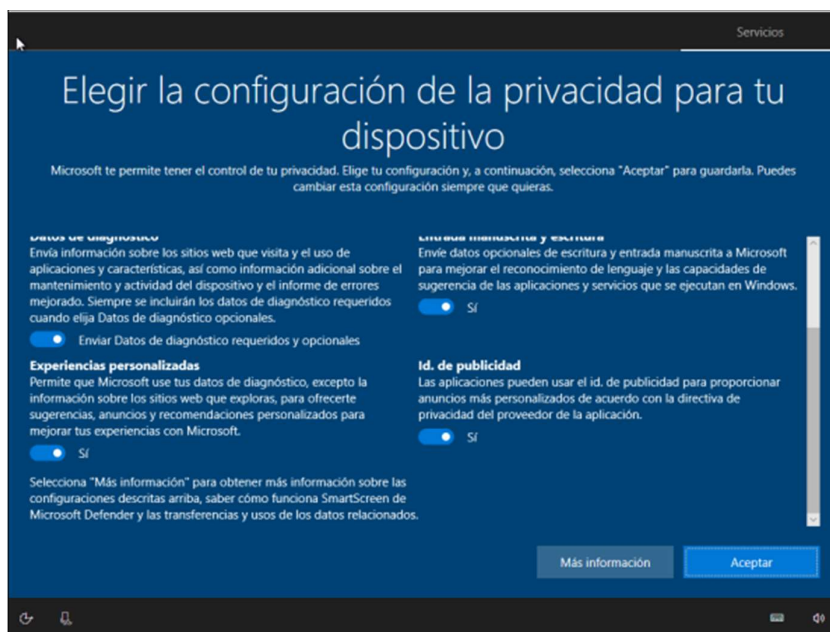 Servicios
Elegir la configuración de la privacidad para tu
dispositivo
Microsoft te permite tener el control de tu privacidad. Elige tu configuración y, a continuación, selecciona "Aceptar" para guardarla. Puedes
cambiar esta configuración siempre que quieras.
Datos de diagnóstico
Envía información sobre los sitios web que visita y el uso de
aplicaciones y características, así como información adicional sobre el
mantenimiento y actividad del dispositivo y el informe de errores
mejorado. Siempre se incluirán los datos de diagnóstico requeridos
cuando elija Datos de diagnóstico opcionales.
Enviar Datos de diagnóstico requeridos y opcionales
Entrada manuscrita y escritura
Envíe datos opcionales de escritura y entrada manuscrita a Microsoft
para mejorar el reconocimiento de lenguaje y las capacidades de
sugerencia de las aplicaciones y servicios que se ejecutan en Windows.
Sí
Experiencias personalizadas
Permite que Microsoft use tus datos de diagnóstico, excepto la
información sobre los sitios web que exploras, para ofrecerte
sugerencias, anuncios y recomendaciones personalizados para
mejorar tus experiencias con Microsoft.
Sí
Id. de publicidad
Las aplicaciones pueden usar el id. de publicidad para proporcionar
anuncios más personalizados de acuerdo con la directiva de
privacidad del proveedor de la aplicación.
Sí
Selecciona "Más información" para obtener más información sobre las
configuraciones descritas arriba, saber cómo funciona SmartScreen de
Microsoft Defender y las transferencias y usos de los datos relacionados.
Más información
Aceptar